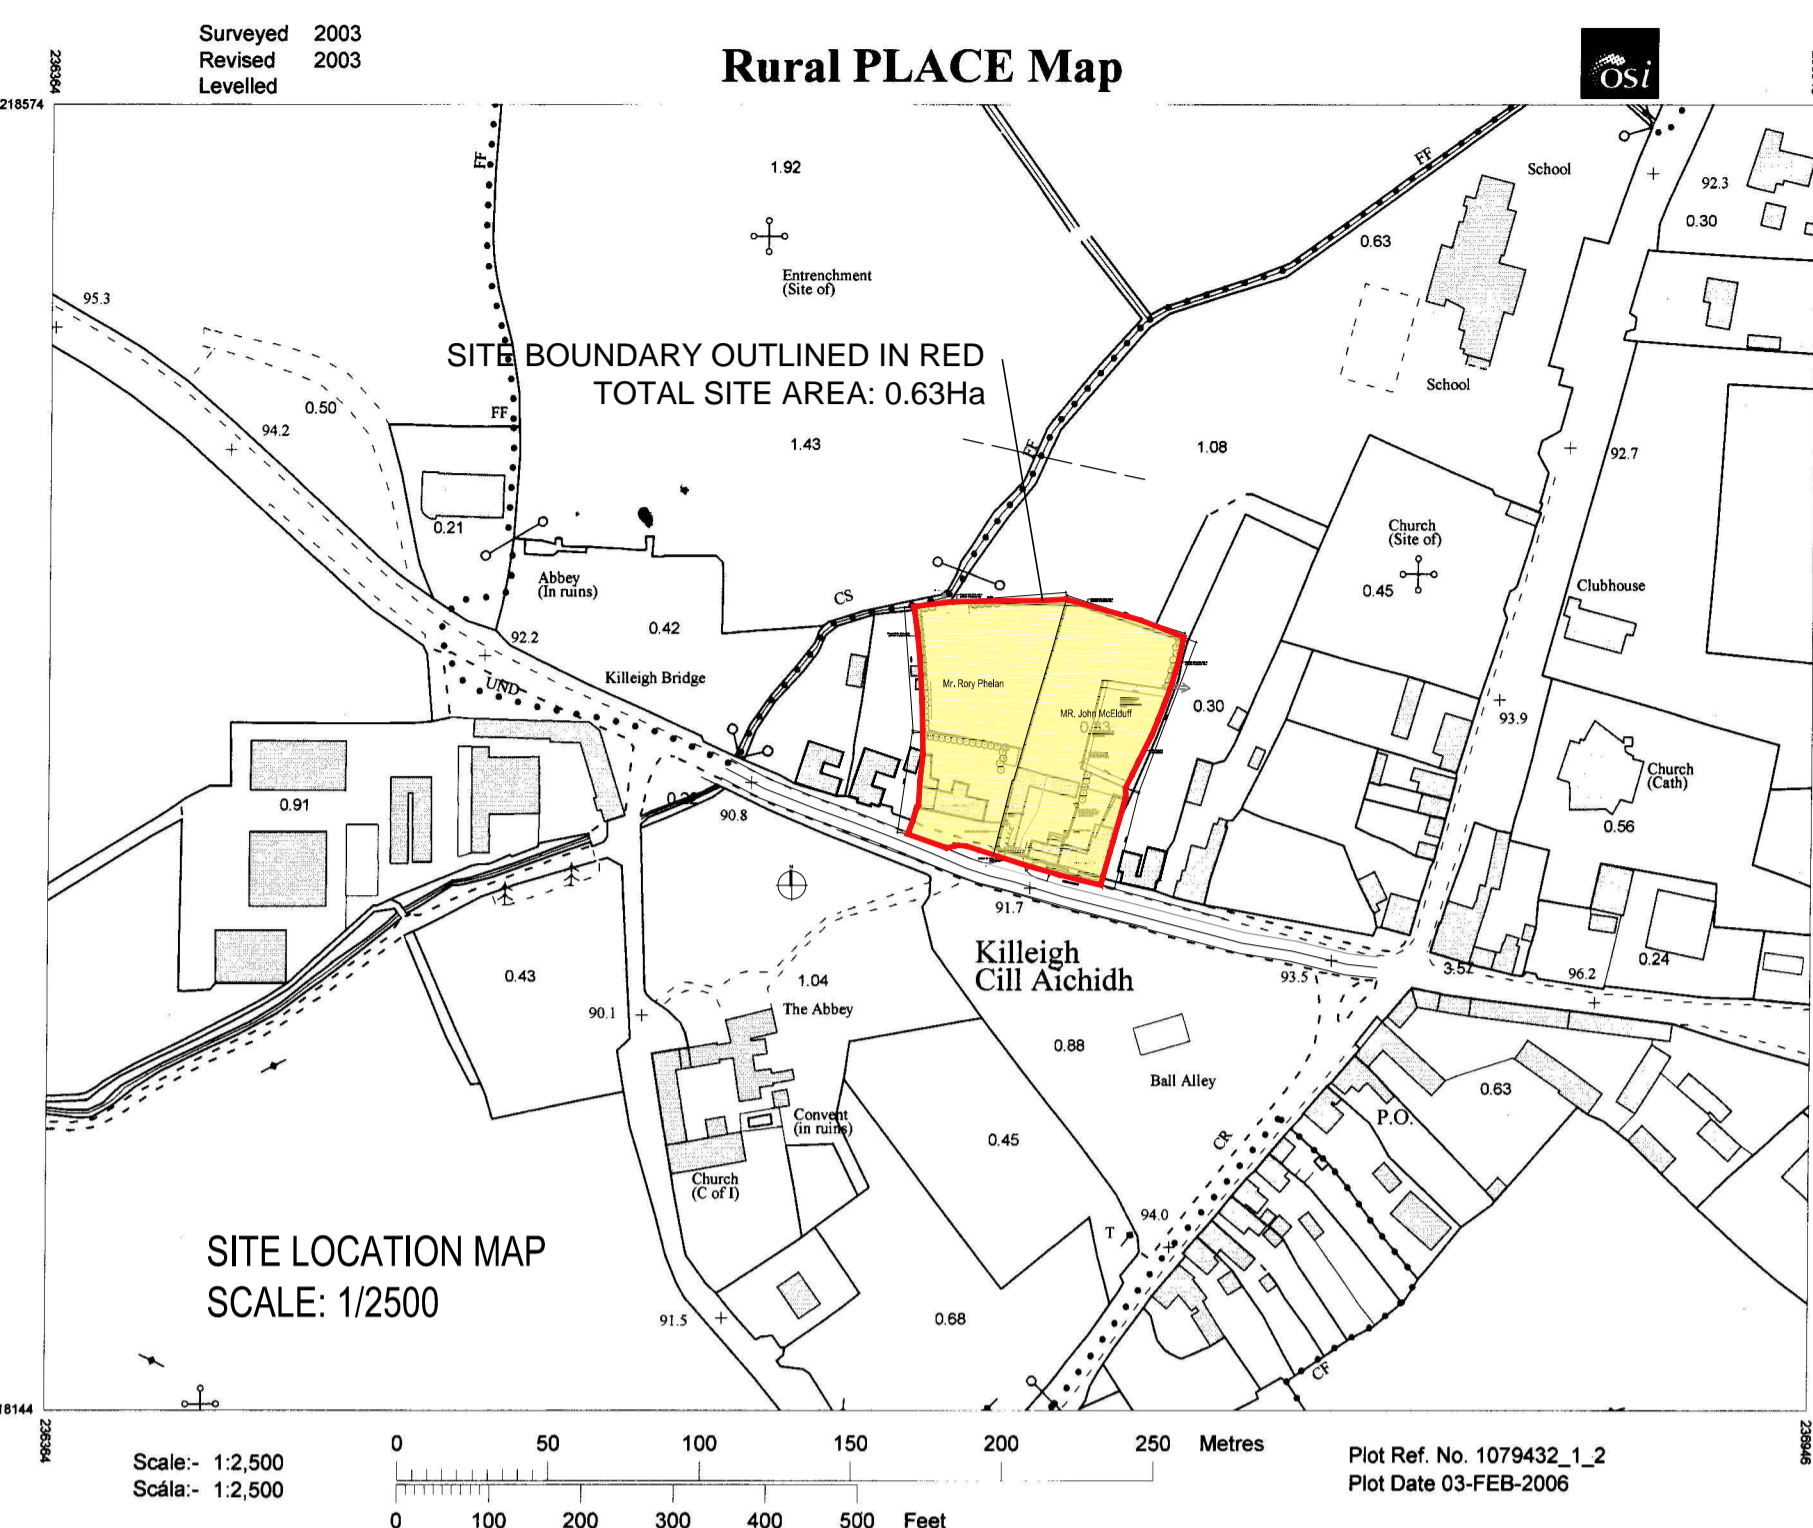 Surveyed 2003
Revised 2003
Levelled
Rural PLACE Map
osi
236364
218574
1.92
School
92.3
0.30
FF
FF
0.63
Entrenchment
(Site of)
95.3
SITE BOUNDARY OUTLINED IN RED
TOTAL SITE AREA: 0.63Ha
School
0.50
FF
94.2
1.43
FF
1.08
92.7
0.21
Church
(Site of)
0.45
Abbey
(In ruins)
CS
Clubhouse
0.42
92.2
Killeigh Bridge
UND
Mr. Rory Phelan
MR. John McElduff
0.30
93.9
Church
(Cath)
0.91
90.8
0.56
N
91.7
Killeigh
Cill Aichidh
0.43
1.04
93.5
3.52
96.2
0.24
The Abbey
90.1
0.88
Ball Alley
0.63
P.O.
Convent
(in ruins)
0.45
CR
Church
(C of I)
94.0
T
SITE LOCATION MAP
SCALE: 1/2500
91.5
0.68
CF
18144
236364
236946
0 50 100 150 200 250 Metres
Scale:- 1:2,500
Scála:- 1:2,500
0 100 200 300 400 500 Feet
Plot Ref. No. 1079432_1_2
Plot Date 03-FEB-2006